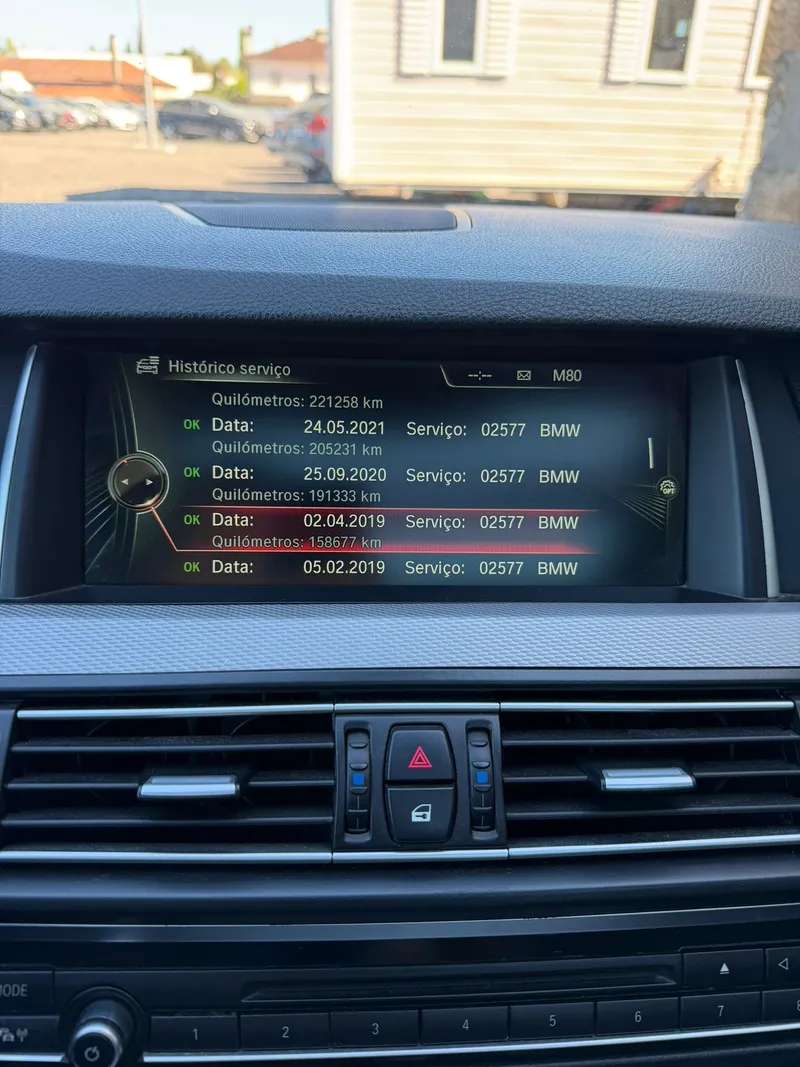 Histórico serviço
--:-- M80
Quilómetros: 221258 km
OK Data: 24.05.2021 Serviço: 02577 BMW
Quilómetros: 205231 km
OK Data: 25.09.2020 Serviço: 02577 BMW
Quilómetros: 191333 km
OPT
OK Data: 02.04.2019 Serviço: 02577 BMW
Quilómetros: 158677 km
OK Data: 05.02.2019 Serviço: 02577 BMW
MODE
1 2 3 4 5 6 7 8